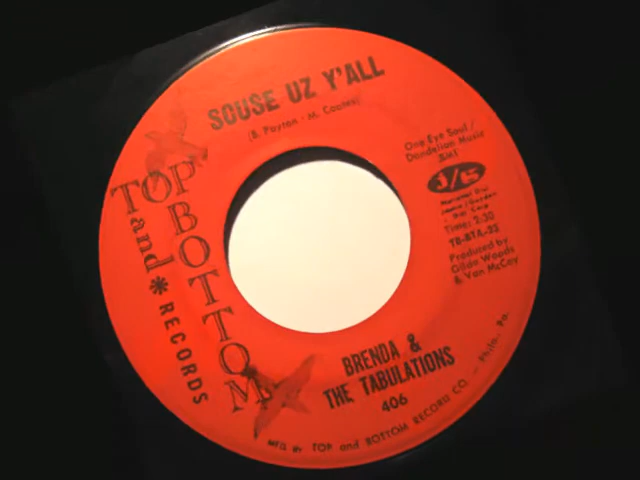 SOUSE UZ Y'ALL
(B. Payton - M. Coates)
TOP
and
BOTTOM
* RECORDS
One Eye Soul/
Dandelion Music
BMI
J/G
Time: 2:30
TB-BTA-23
Produced by
Gilda Woods
& Van McCoy
BRENDA &
THE TABULATIONS
406
MFG BY TOP and BOTTOM RECORD CO. - Phila., Pa.